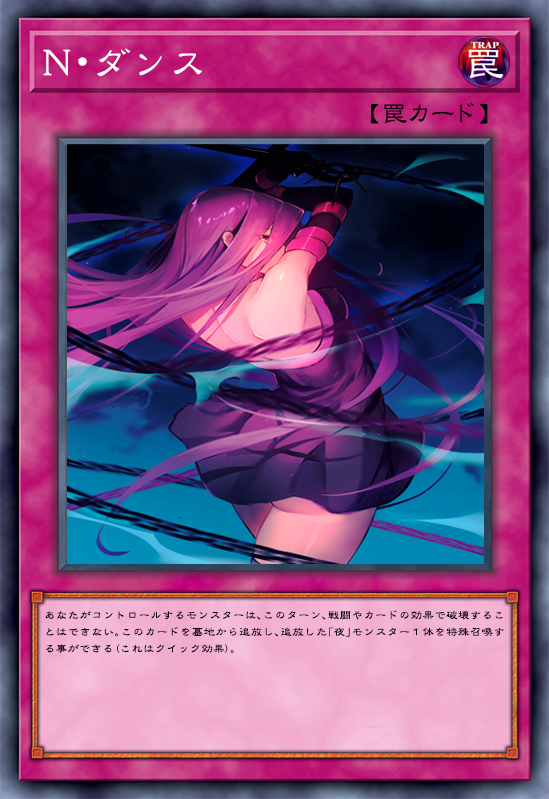 N・ダンス
TRAP
罠
【罠カード】
あなたがコントロールするモンスターは、このターン、戦闘やカードの効果で破壊するこ
とはできない。このカードを墓地から追放し、追放した「夜」モンスター１体を特殊召喚す
る事ができる（これはクイック効果）。